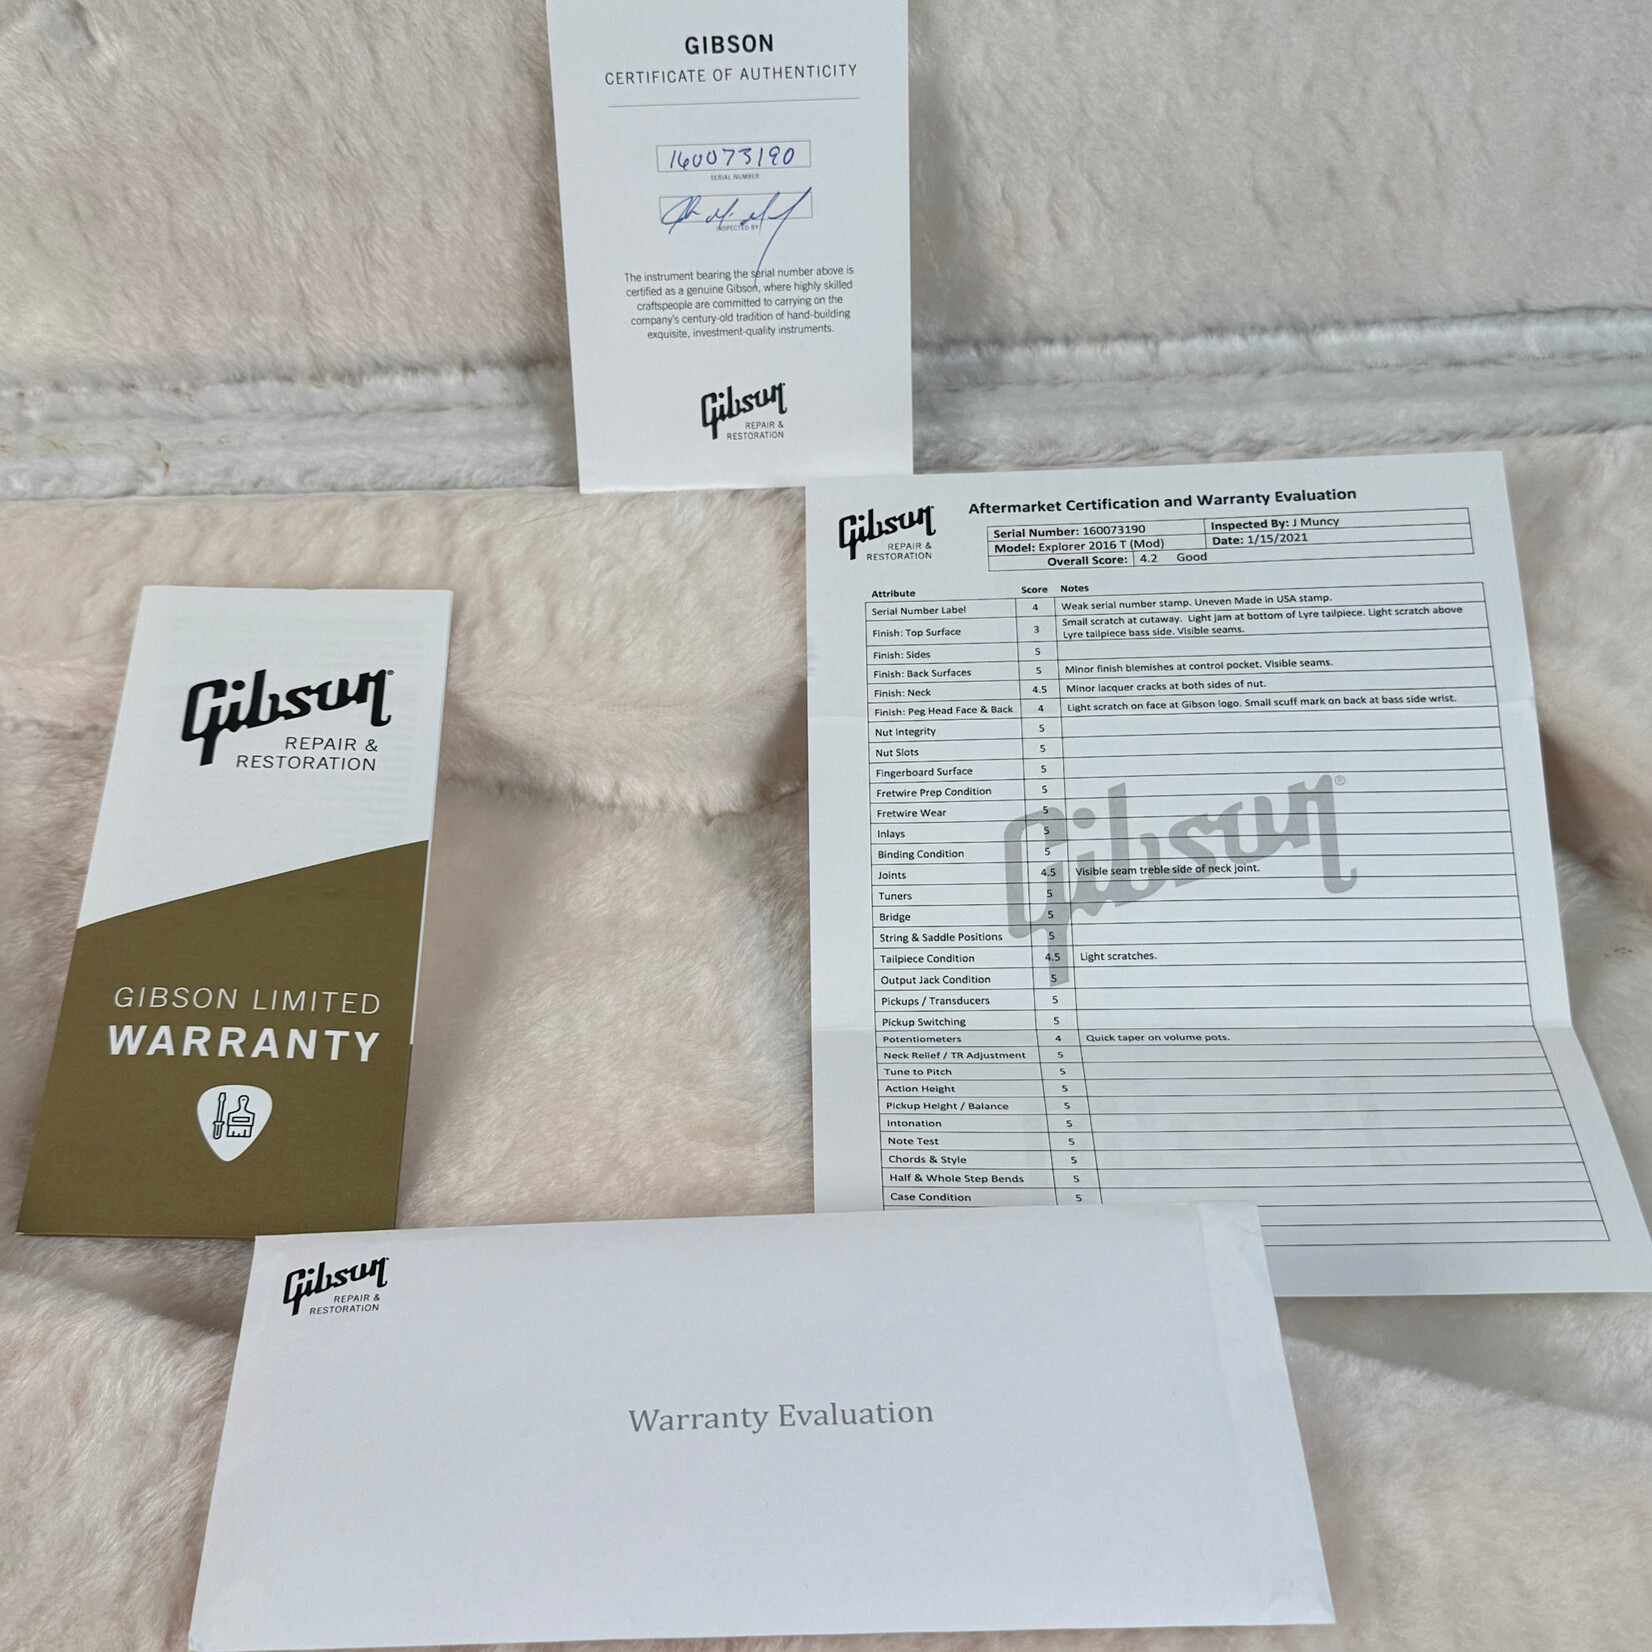 GIBSON
CERTIFICATE OF AUTHENTICITY
160073190
SERIAL NUMBER
INSPECTED BY
The instrument bearing the serial number above is
certified as a genuine Gibson, where highly skilled
craftspeople are committed to carrying on the
company's century-old tradition of hand-building
exquisite, investment-quality instruments.
Gibson
REPAIR &
RESTORATION
Gibson
REPAIR &
RESTORATION
Aftermarket Certification and Warranty Evaluation
Serial Number: 160073190 Inspected By: J Muncy
Model: Explorer 2016 T (Mod) Date: 1/15/2021
Overall Score: 4.2 Good
Attribute Score Notes
Serial Number Label 4 Weak serial number stamp. Uneven Made in USA stamp.
Finish: Top Surface 3 Small scratch at cutaway. Light jam at bottom of Lyre tailpiece. Light scratch above
Lyre tailpiece bass side. Visible seams.
Finish: Sides 5
Finish: Back Surfaces 5 Minor finish blemishes at control pocket. Visible seams.
Finish: Neck 4.5 Minor lacquer cracks at both sides of nut.
Finish: Peg Head Face & Back 4 Light scratch on face at Gibson logo. Small scuff mark on back at bass side wrist.
Nut Integrity 5
Nut Slots 5
Fingerboard Surface 5
Fretwire Prep Condition 5
Fretwire Wear 5
Inlays 5
Binding Condition 5
Joints 4.5 Visible seam treble side of neck joint.
Tuners 5
Bridge 5
String & Saddle Positions 5
Tailpiece Condition 4.5 Light scratches.
Output Jack Condition 5
Pickups / Transducers 5
Pickup Switching 5
Potentiometers 4 Quick taper on volume pots.
Neck Relief / TR Adjustment 5
Tune to Pitch 5
Action Height 5
Pickup Height / Balance 5
Intonation 5
Note Test 5
Chords & Style 5
Half & Whole Step Bends 5
Case Condition 5
Gibson®
Gibson
REPAIR &
RESTORATION
GIBSON LIMITED
WARRANTY
Gibson
REPAIR &
RESTORATION
Warranty Evaluation